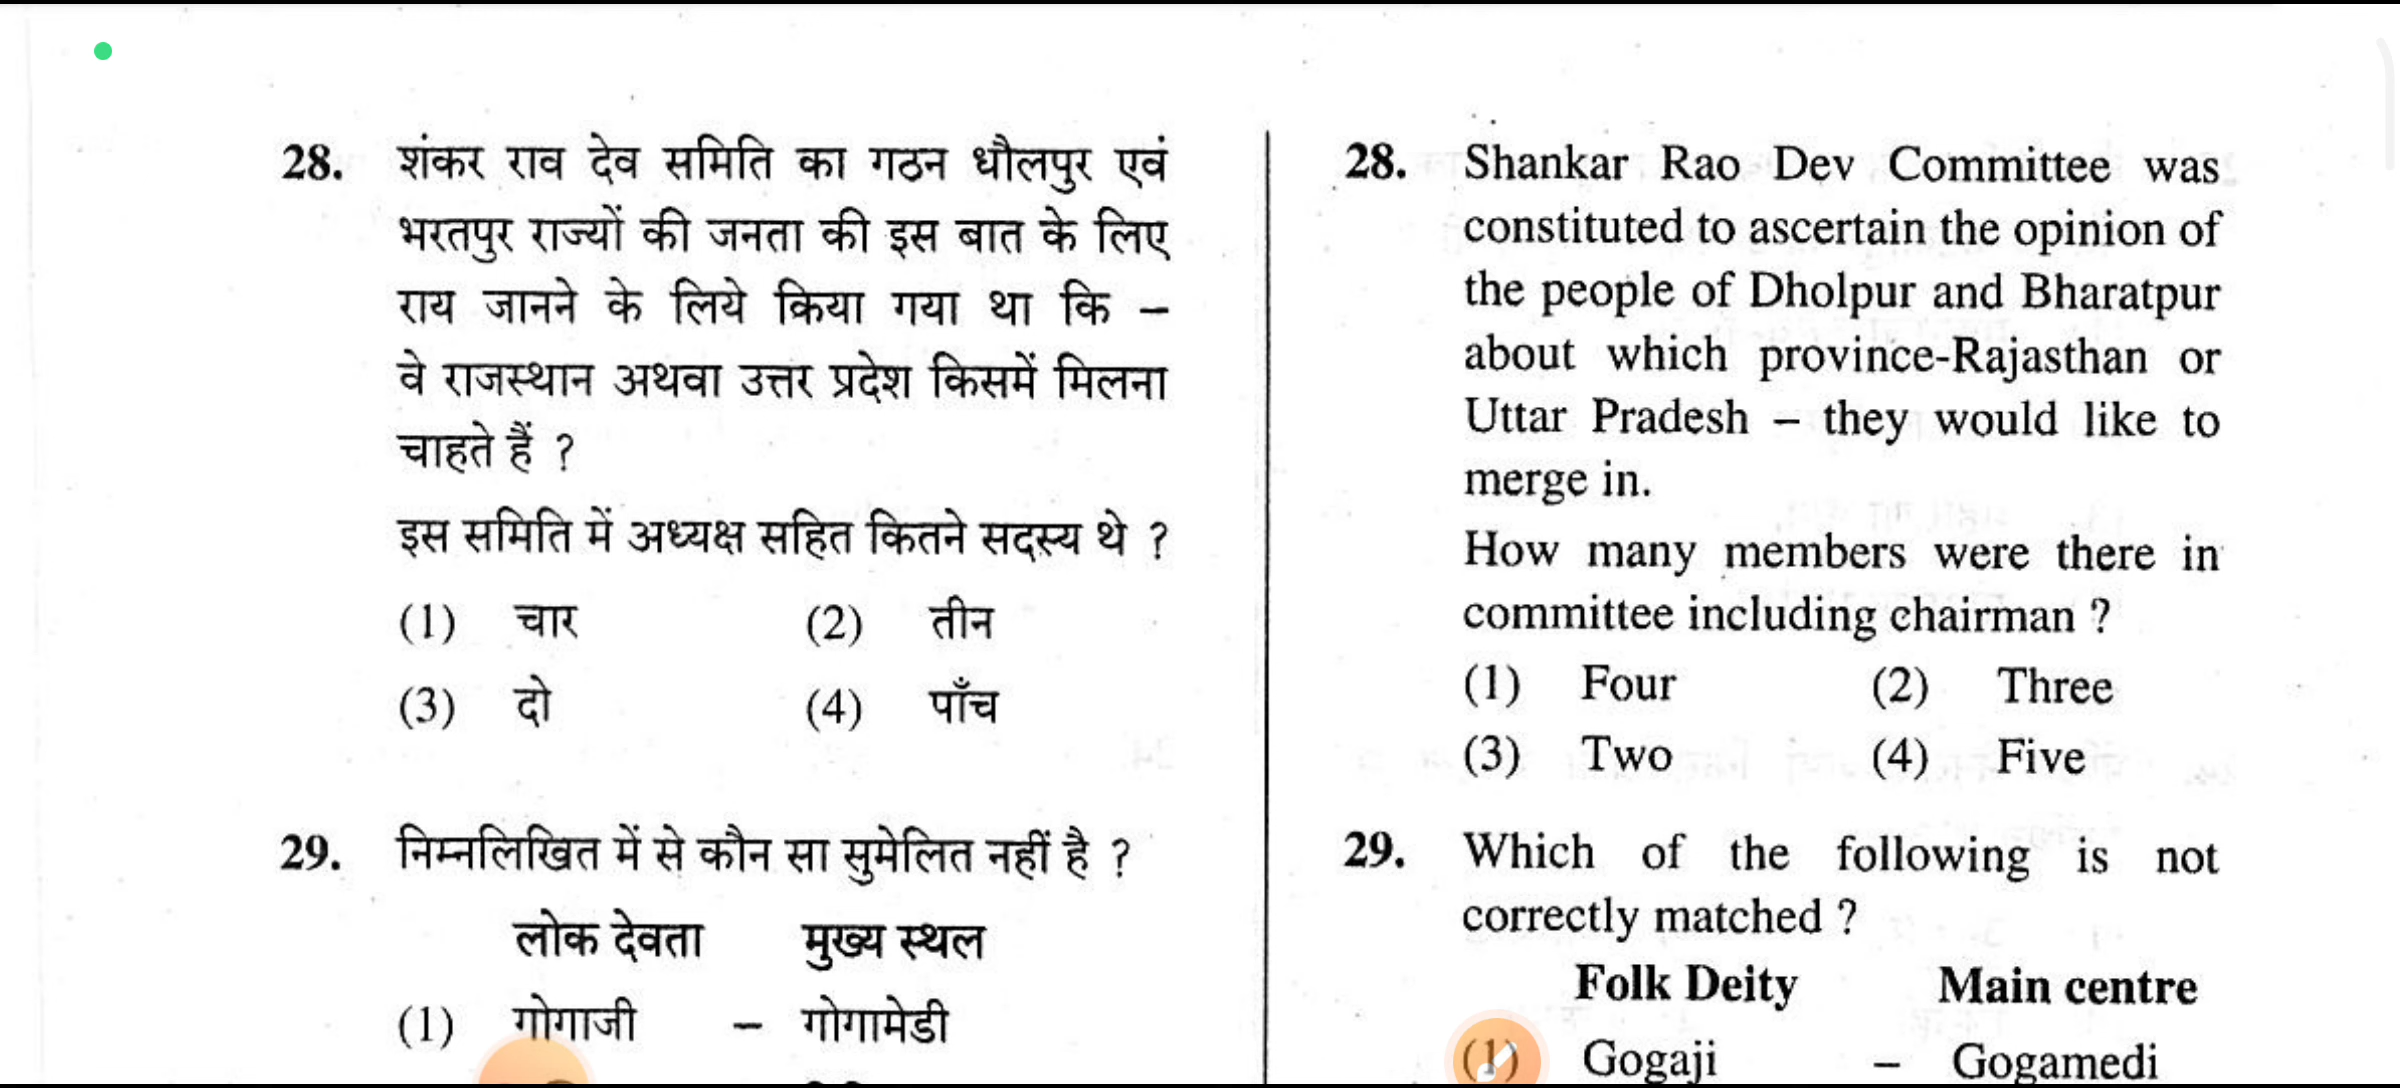 28. शंकर राव देव समिति का गठन धौलपुर एवं
भरतपुर राज्यों की जनता की इस बात के लिए
राय जानने के लिये किया गया था कि –
वे राजस्थान अथवा उत्तर प्रदेश किसमें मिलना
चाहते हैं ?
इस समिति में अध्यक्ष सहित कितने सदस्य थे ?
(1) चार (2) तीन
(3) दो (4) पाँच
29. निम्नलिखित में से कौन सा सुमेलित नहीं है ?
लोक देवता मुख्य स्थल
(1) गोगाजी – गोगामेडी
28. Shankar Rao Dev Committee was
constituted to ascertain the opinion of
the people of Dholpur and Bharatpur
about which province-Rajasthan or
Uttar Pradesh – they would like to
merge in.
How many members were there in
committee including chairman ?
(1) Four (2) Three
(3) Two (4) Five
29. Which of the following is not
correctly matched ?
Folk Deity Main centre
(1) Gogaji – Gogamedi